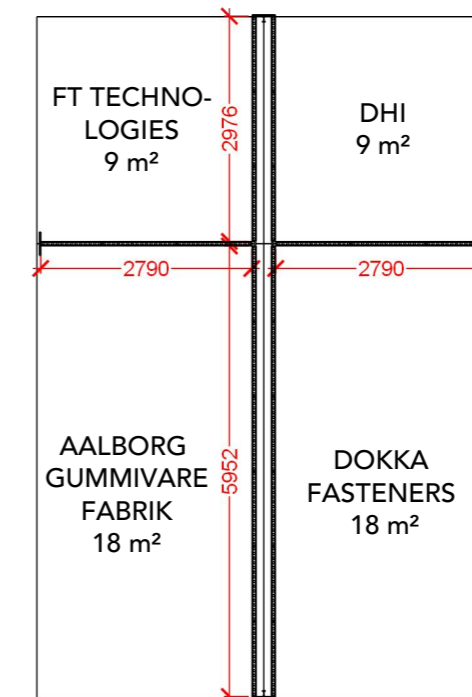 FT TECHNO-
LOGIES
9 m²
2976
DHI
9 m²
2790
2790
AALBORG
GUMMIVARE
FABRIK
18 m²
5952
DOKKA
FASTENERS
18 m²